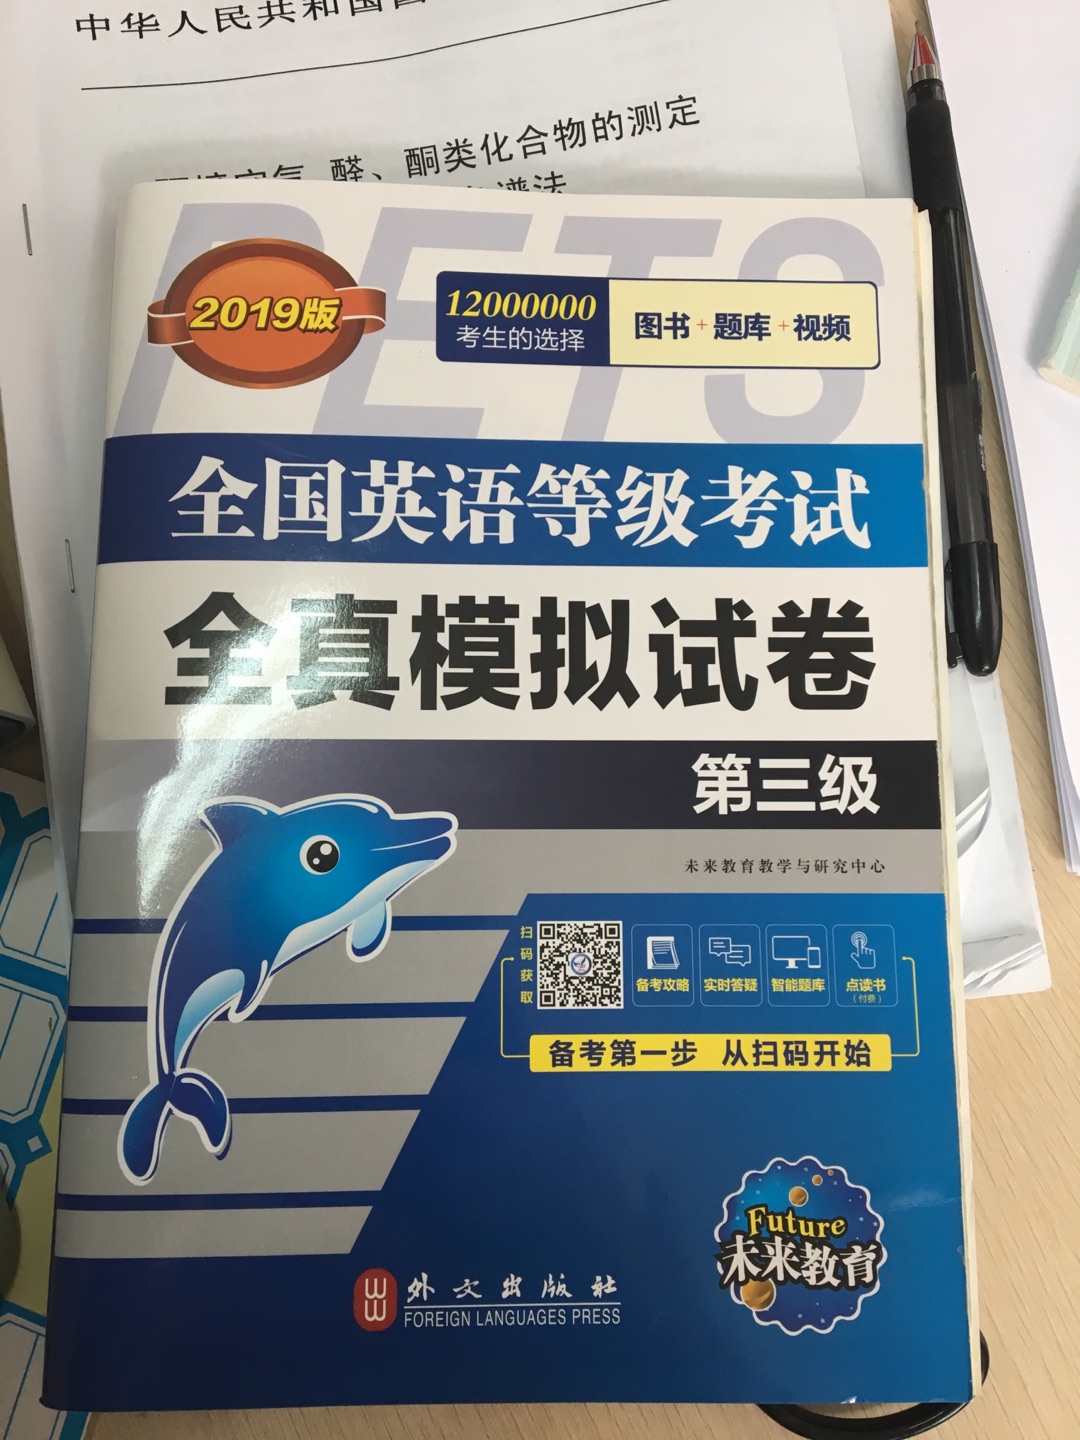 中华人民共和国
醛、酮类化合物的测定
谱法
PETS
2019版
12000000
考生的选择
图书+题库+视频
全国英语等级考试
全真模拟试卷
第三级
未来教育教学与研究中心
扫码获取
备考攻略
实时答疑
智能题库
点读书
(付费)
备考第一步 从扫码开始
Future
未来教育
外文出版社
FOREIGN LANGUAGES PRESS